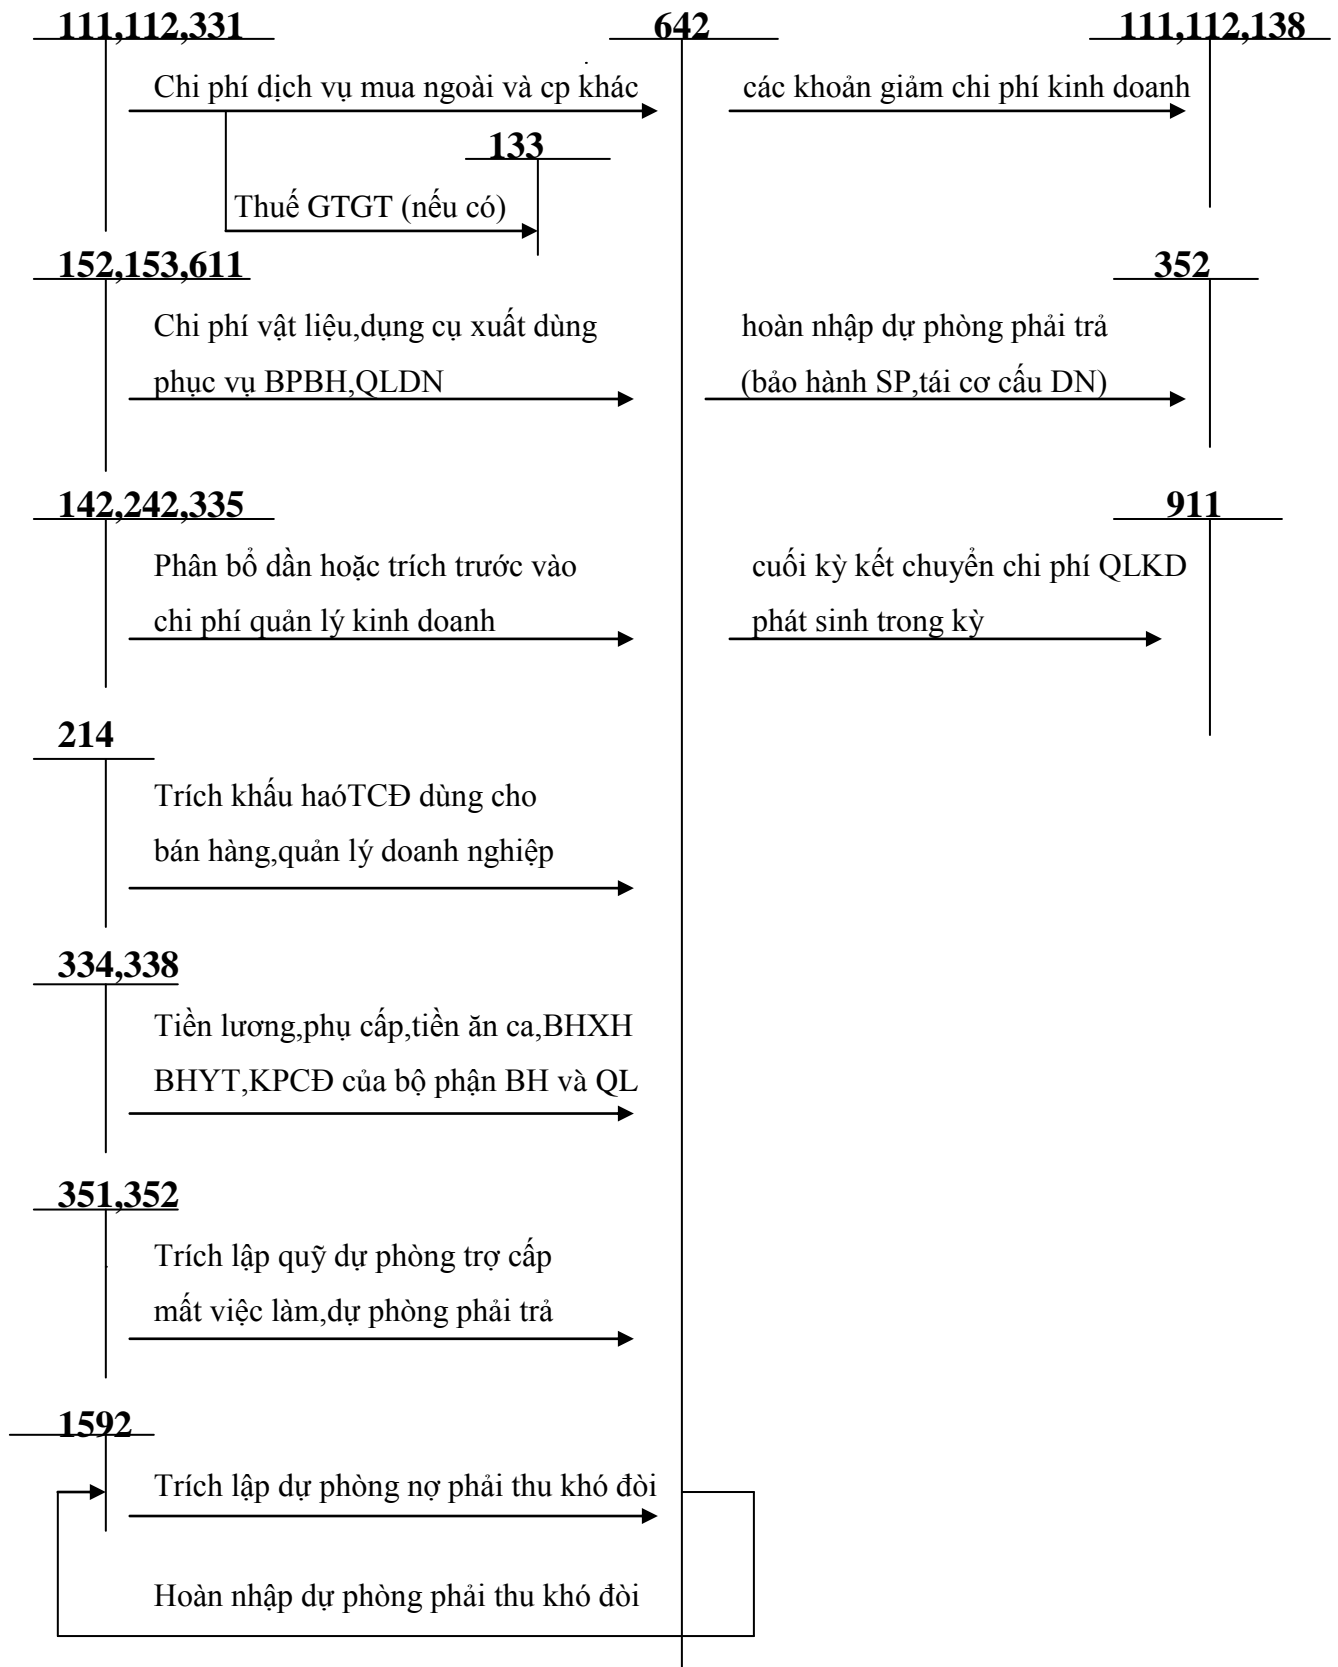 111,112,331 642 111,112,138
Chi phí dịch vụ mua ngoài và cp khác các khoản giảm chi phí kinh doanh
133
Thuế GTGT (nếu có)
152,153,611 352
Chi phí vật liệu,dụng cụ xuất dùng hoàn nhập dự phòng phải trả
phục vụ BPBH,QLDN (bảo hành SP,tái cơ cấu DN)
142,242,335 911
Phân bổ dần hoặc trích trước vào cuối kỳ kết chuyển chi phí QLKD
chi phí quản lý kinh doanh phát sinh trong kỳ
214
Trích khấu haóTCĐ dùng cho
bán hàng,quản lý doanh nghiệp
334,338
Tiền lương,phụ cấp,tiền ăn ca,BHXH
BHYT,KPCĐ của bộ phận BH và QL
351,352
Trích lập quỹ dự phòng trợ cấp
mất việc làm,dự phòng phải trả
1592
Trích lập dự phòng nợ phải thu khó đòi
Hoàn nhập dự phòng phải thu khó đòi